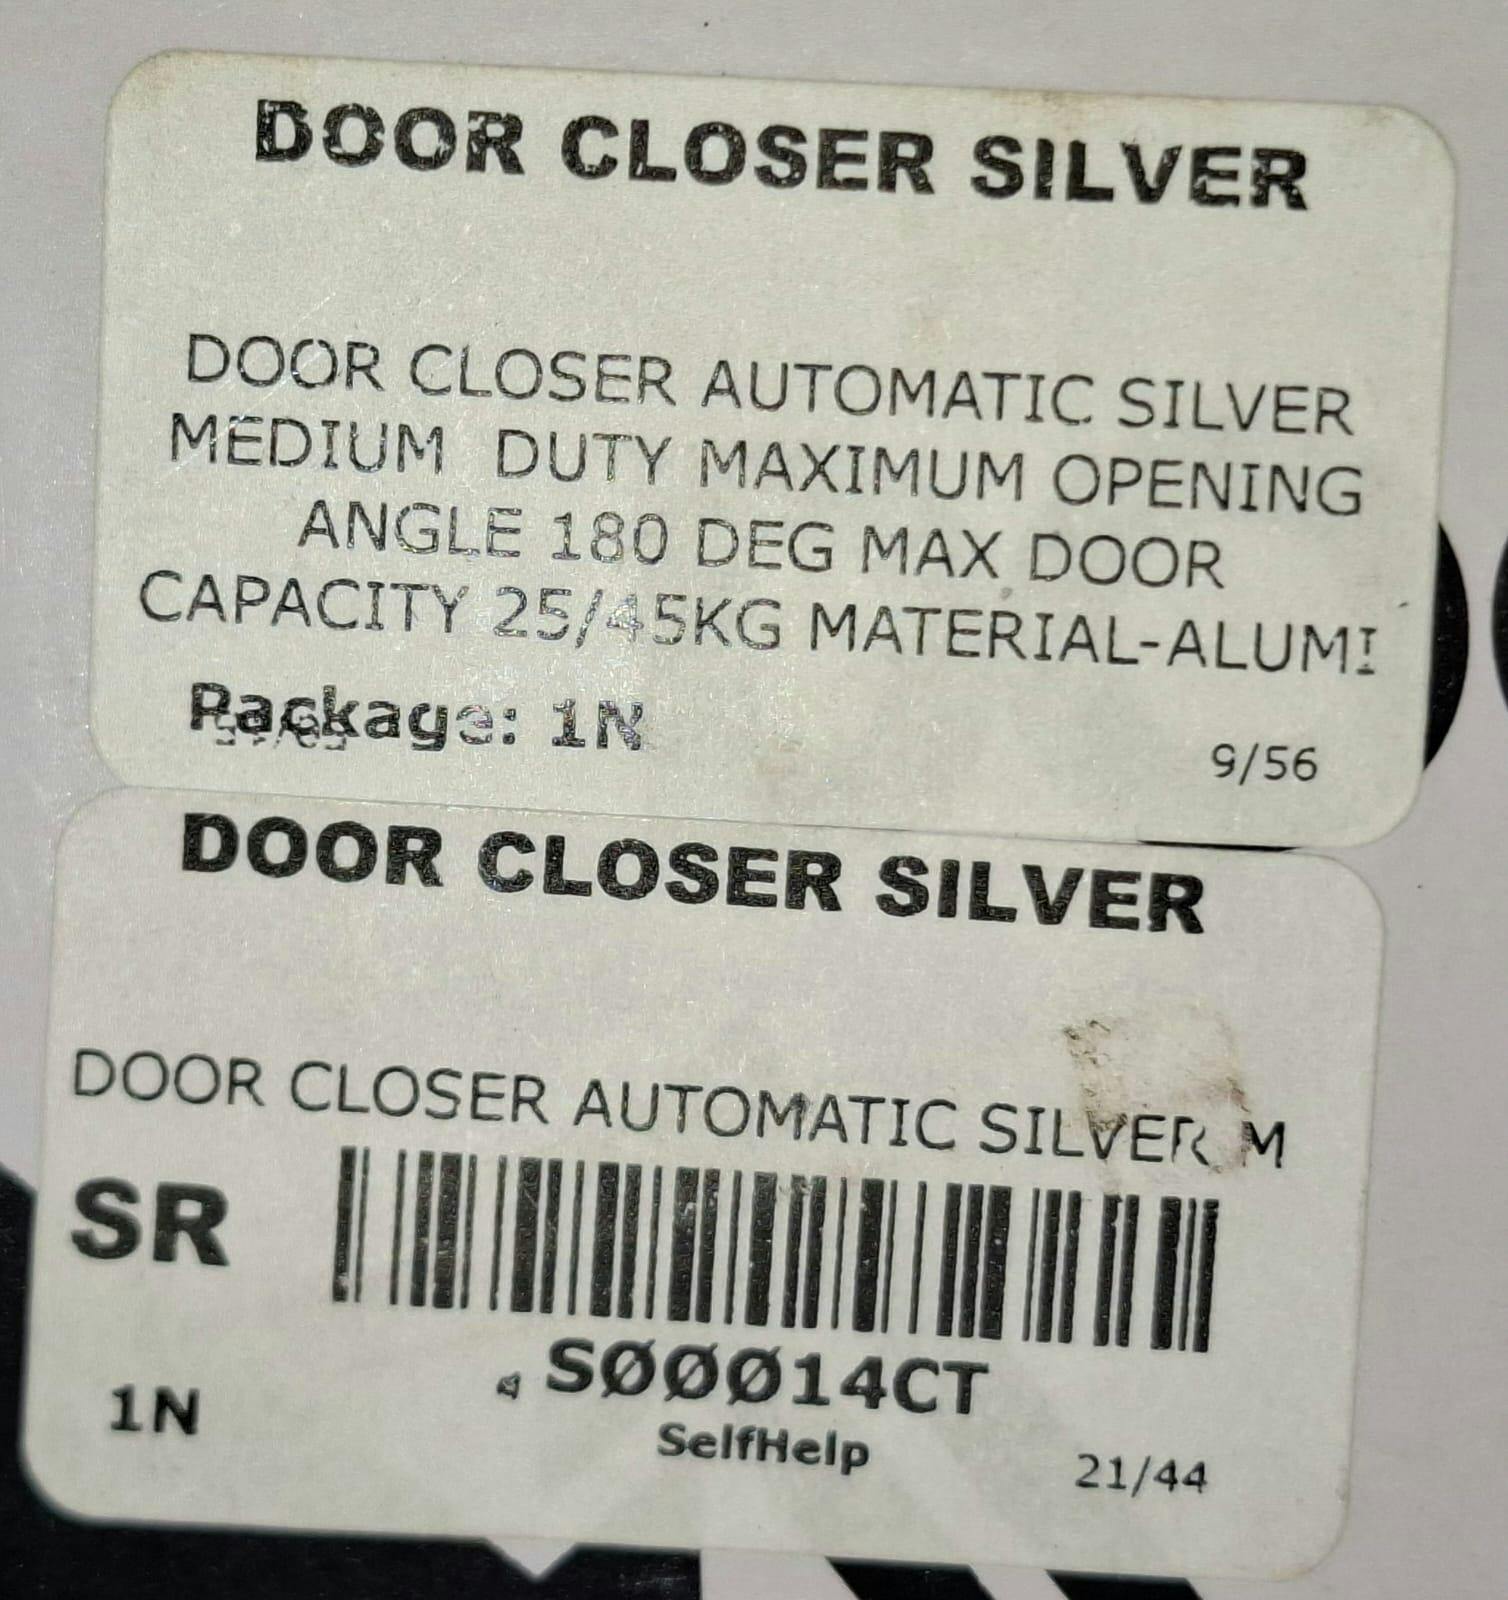 DOOR CLOSER SILVER
DOOR CLOSER AUTOMATIC SILVER
MEDIUM DUTY MAXIMUM OPENING
ANGLE 180 DEG MAX DOOR
CAPACITY 25/45KG MATERIAL-ALUMI
Package: 1N
9/56
DOOR CLOSER SILVER
DOOR CLOSER AUTOMATIC SILVER M
SR
SØØØ14CT
1N
SelfHelp
21/44